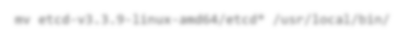 mv etcd-v3.3.9-linux-amd64/etcd* /usr/local/bin/